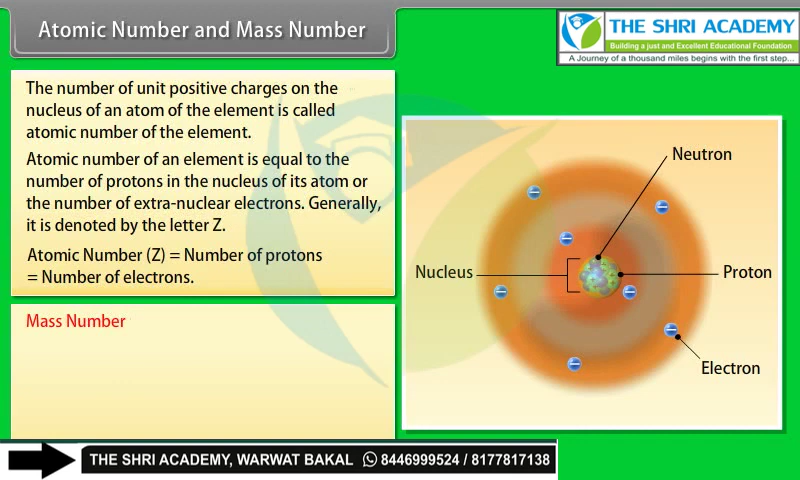 Atomic Number and Mass Number
THE SHRI ACADEMY
Building a just and Excellent Educational Foundation
A Journey of a thousand miles begins with the first step...
The number of unit positive charges on the
nucleus of an atom of the element is called
atomic number of the element.
Atomic number of an element is equal to the
number of protons in the nucleus of its atom or
the number of extra-nuclear electrons. Generally,
it is denoted by the letter Z.
Atomic Number (Z) = Number of protons
= Number of electrons.
Mass Number
Neutron
Nucleus
Proton
Electron
THE SHRI ACADEMY, WARWAT BAKAL 8446999524 / 8177817138